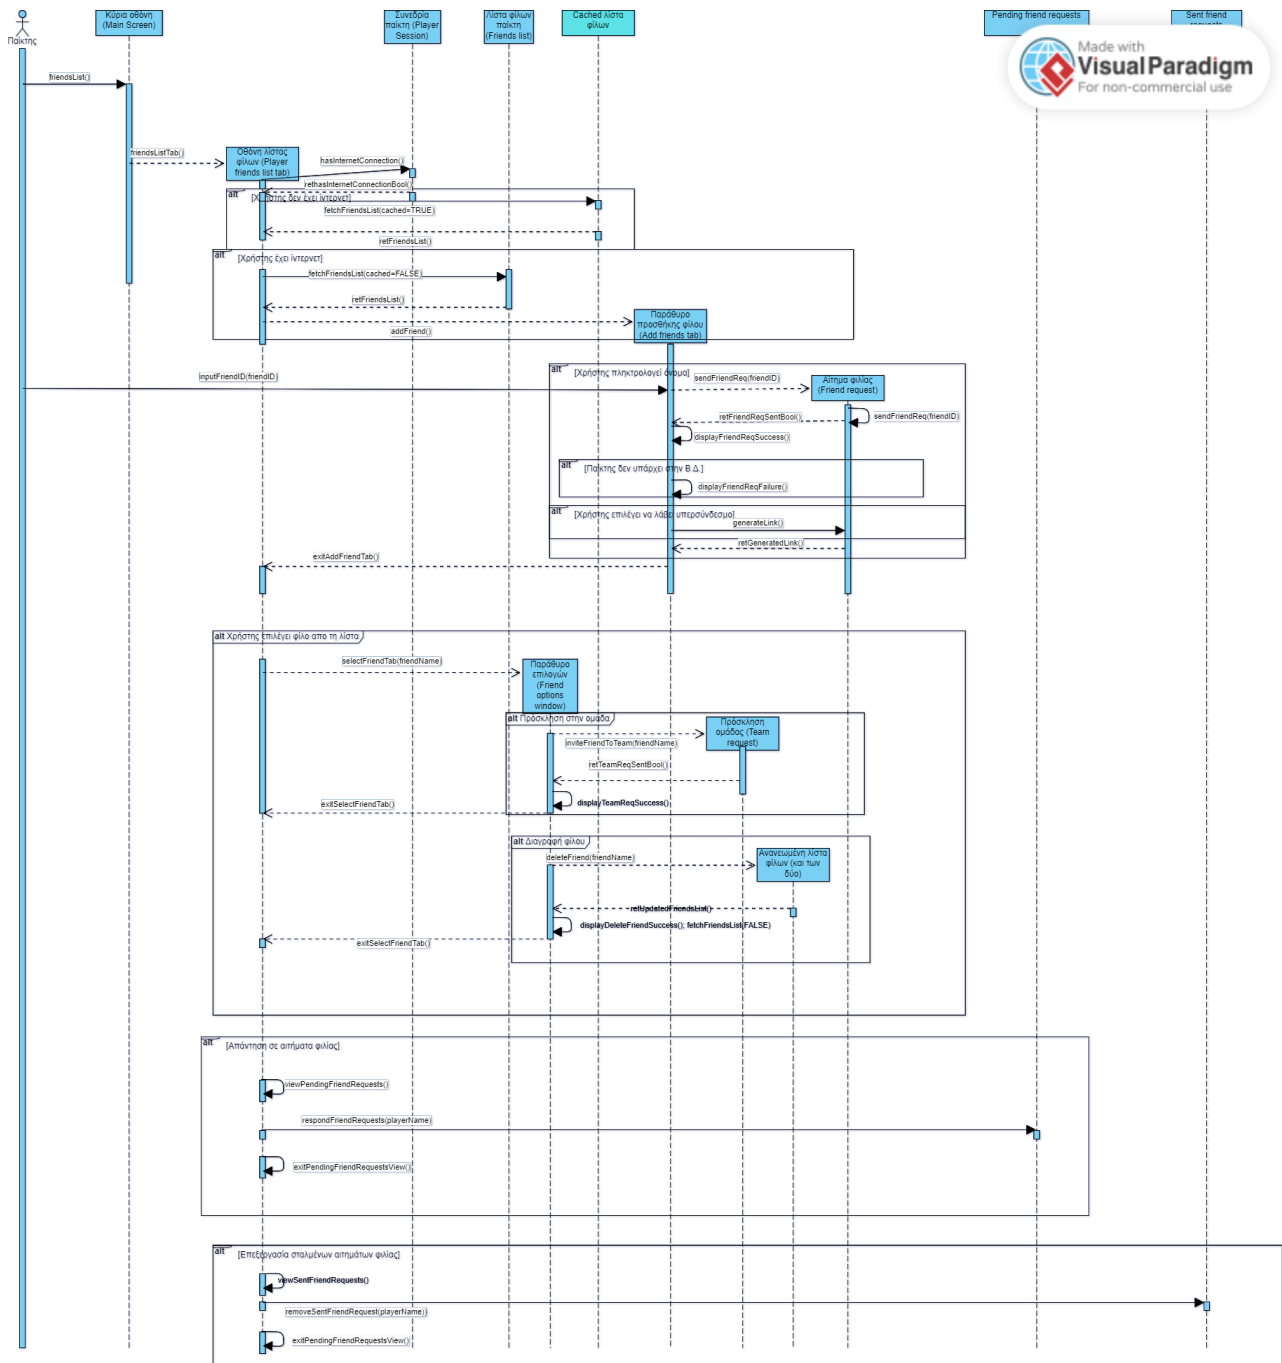 Παίκτης
Κύρια οθόνη
(Main Screen)
Συνεδρία
παίκτη (Player
Session)
Λίστα φίλων
παίκτη
(Friends list)
Cached λίστα
φίλων
Pending friend requests
Sent friend
requests
Made with
Visual Paradigm
For non-commercial use
friendsList()
friendsListTab()
Οθόνη λίστας
φίλων (Player
friends list tab)
hasInternetConnection()
rethasInternetConnectionBool()
alt
[Χρήστης δεν έχει ίντερνετ]
fetchFriendsList(cached=TRUE)
retFriendsList()
alt
[Χρήστης έχει ίντερνετ]
fetchFriendsList(cached=FALSE)
retFriendsList()
addFriend()
Παράθυρο
προσθήκης φίλου
(Add friends tab)
alt
[Χρήστης πληκτρολογεί όνομα]
inputFriendID(friendID)
sendFriendReq(friendID)
Αίτημα φιλίας
(Friend request)
retFriendReqSentBool()
sendFriendReq(friendID)
displayFriendReqSuccess()
alt
[Παίκτης δεν υπάρχει στην Β.Δ.]
displayFriendReqFailure()
alt
[Χρήστης επιλέγει να λάβει υπερσύνδεσμο]
generateLink()
retGeneratedLink()
exitAddFriendTab()
alt Χρήστης επιλέγει φίλο απο τη λίστα
selectFriendTab(friendName)
Παράθυρο
επιλογών
(Friend
options
window)
alt Πρόσκληση στην ομάδα
Πρόσκληση
ομάδας (Team
request)
inviteFriendToTeam(friendName)
retTeamReqSentBool()
displayTeamReqSuccess()
exitSelectFriendTab()
alt Διαγραφή φίλου
deleteFriend(friendName)
Ανανεωμένη λίστα
φίλων (και των
δύο)
retUpdatedFriendsList()
displayDeleteFriendSuccess(); fetchFriendsList(FALSE)
exitSelectFriendTab()
alt
[Απάντηση σε αιτήματα φιλίας]
viewPendingFriendRequests()
respondFriendRequests(playerName)
exitPendingFriendRequestsView()
alt
[Επεξεργασία σταλμένων αιτημάτων φιλίας]
viewSentFriendRequests()
removeSentFriendRequest(playerName))
exitPendingFriendRequestsView()